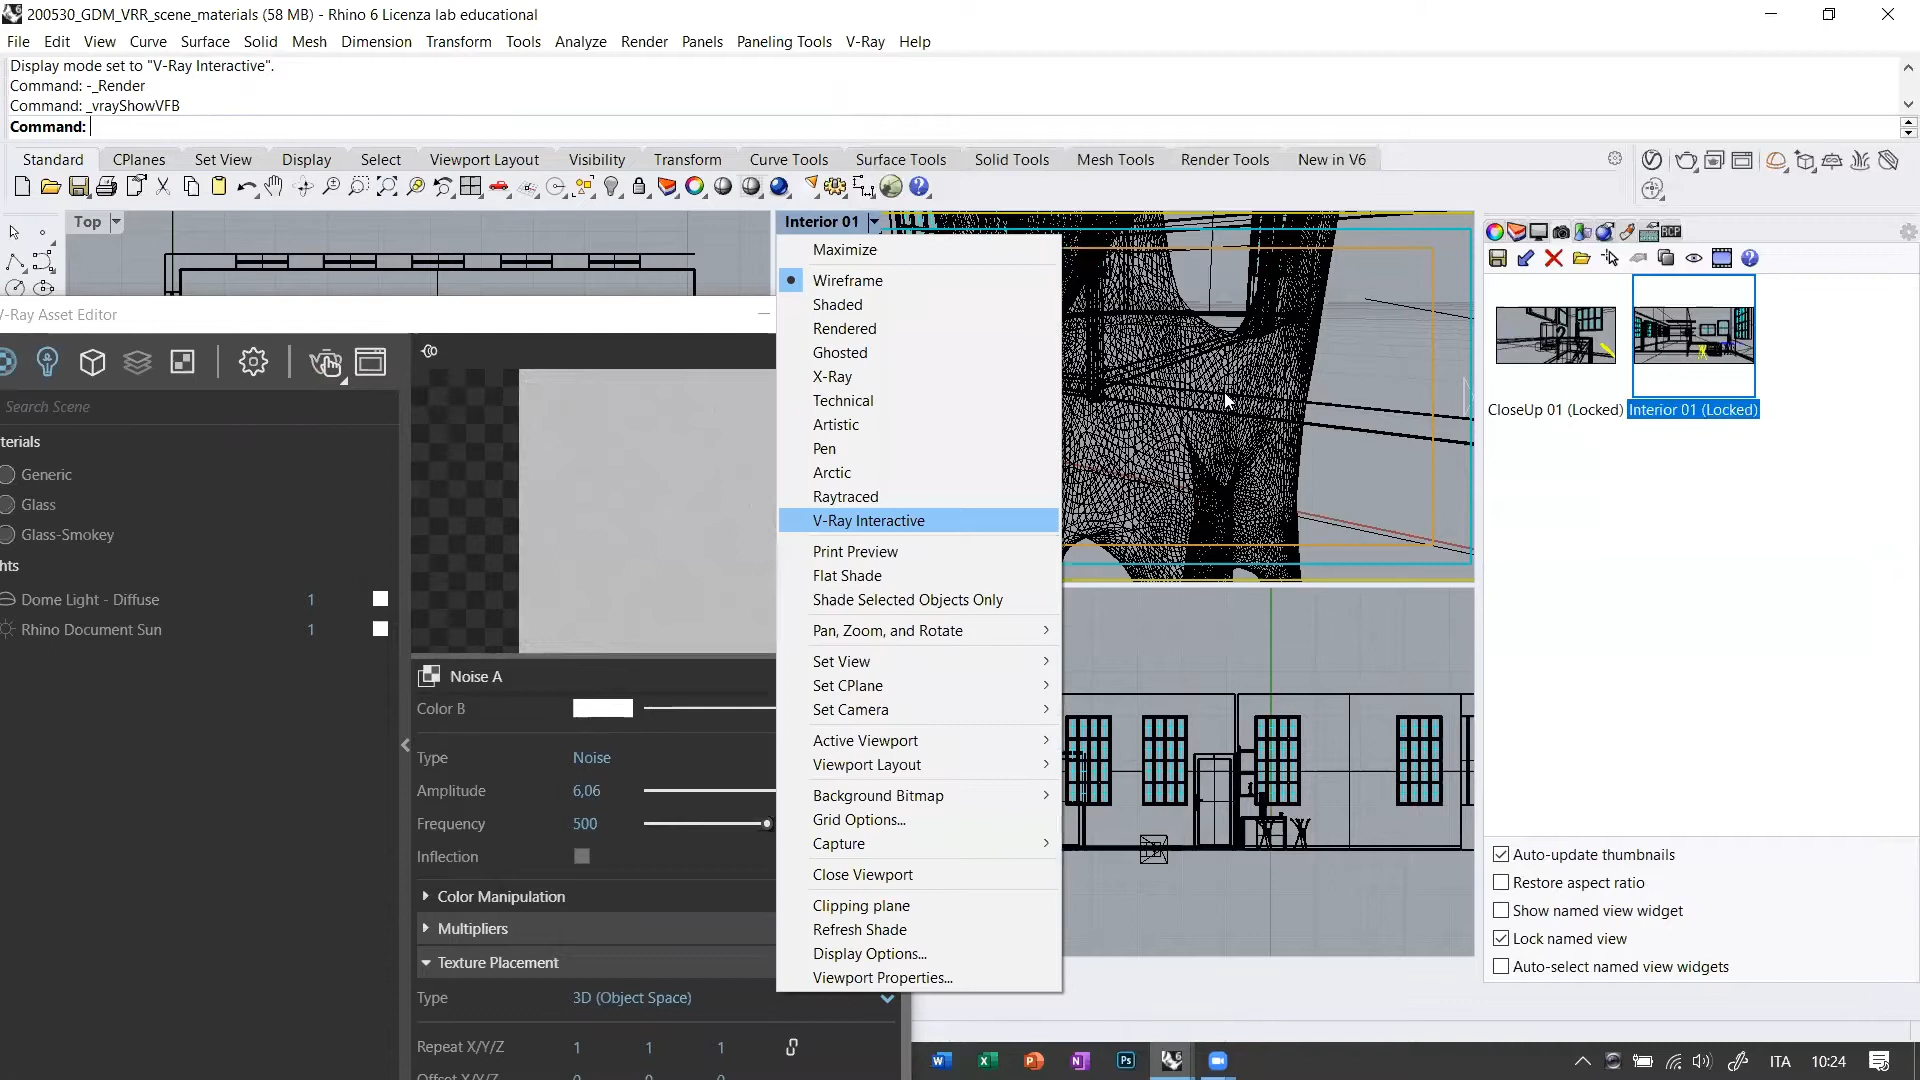 200530_GDM_VRR_scene_materials (58 MB) - Rhino 6 Licenza lab educational
File Edit View Curve Surface Solid Mesh Dimension Transform Tools Analyze Render Panels Paneling Tools V-Ray Help
Display mode set to "V-Ray Interactive".
Command: -_Render
Command: _vrayShowVFB
Command:
Standard CPlanes Set View Display Select Viewport Layout Visibility Transform Curve Tools Surface Tools Solid Tools Mesh Tools Render Tools New in V6
Top
Interior 01
RCP
Maximize
Wireframe
Shaded
Rendered
Ghosted
X-Ray
Technical
Artistic
Pen
Arctic
Raytraced
V-Ray Interactive
Print Preview
Flat Shade
Shade Selected Objects Only
Pan, Zoom, and Rotate
Set View
Set CPlane
Set Camera
Active Viewport
Viewport Layout
Background Bitmap
Grid Options...
Capture
Close Viewport
Clipping plane
Refresh Shade
Display Options...
Viewport Properties...
V-Ray Asset Editor
Search Scene
terials
Generic
Glass
Glass-Smokey
hts
Dome Light - Diffuse 1
Rhino Document Sun 1
Noise A
Color B
Type Noise
Amplitude 6,06
Frequency 500
Inflection
Color Manipulation
Multipliers
Texture Placement
Type 3D (Object Space)
Repeat X/Y/Z 1 1 1
Offset X/Y/Z 0 0 0
CloseUp 01 (Locked) Interior 01 (Locked)
Auto-update thumbnails
Restore aspect ratio
Show named view widget
Lock named view
Auto-select named view widgets
ITA 10:24